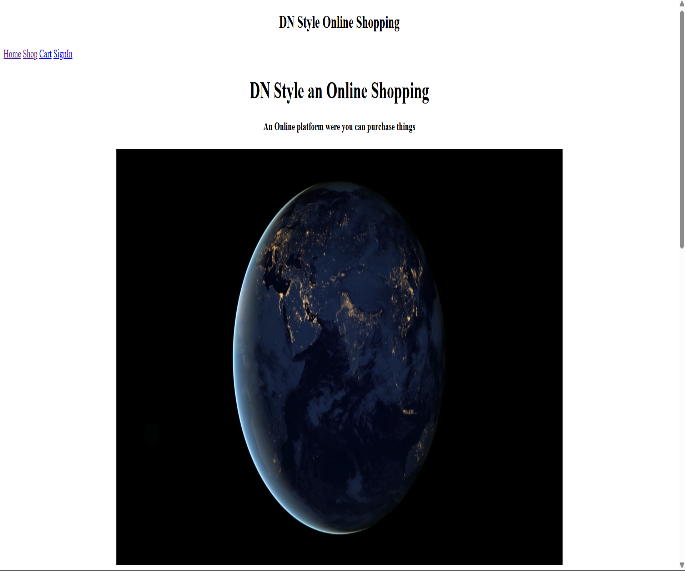 DN Style Online Shopping
Home Shop Cart SignIn
DN Style an Online Shopping
An Online platform were you can purchase things